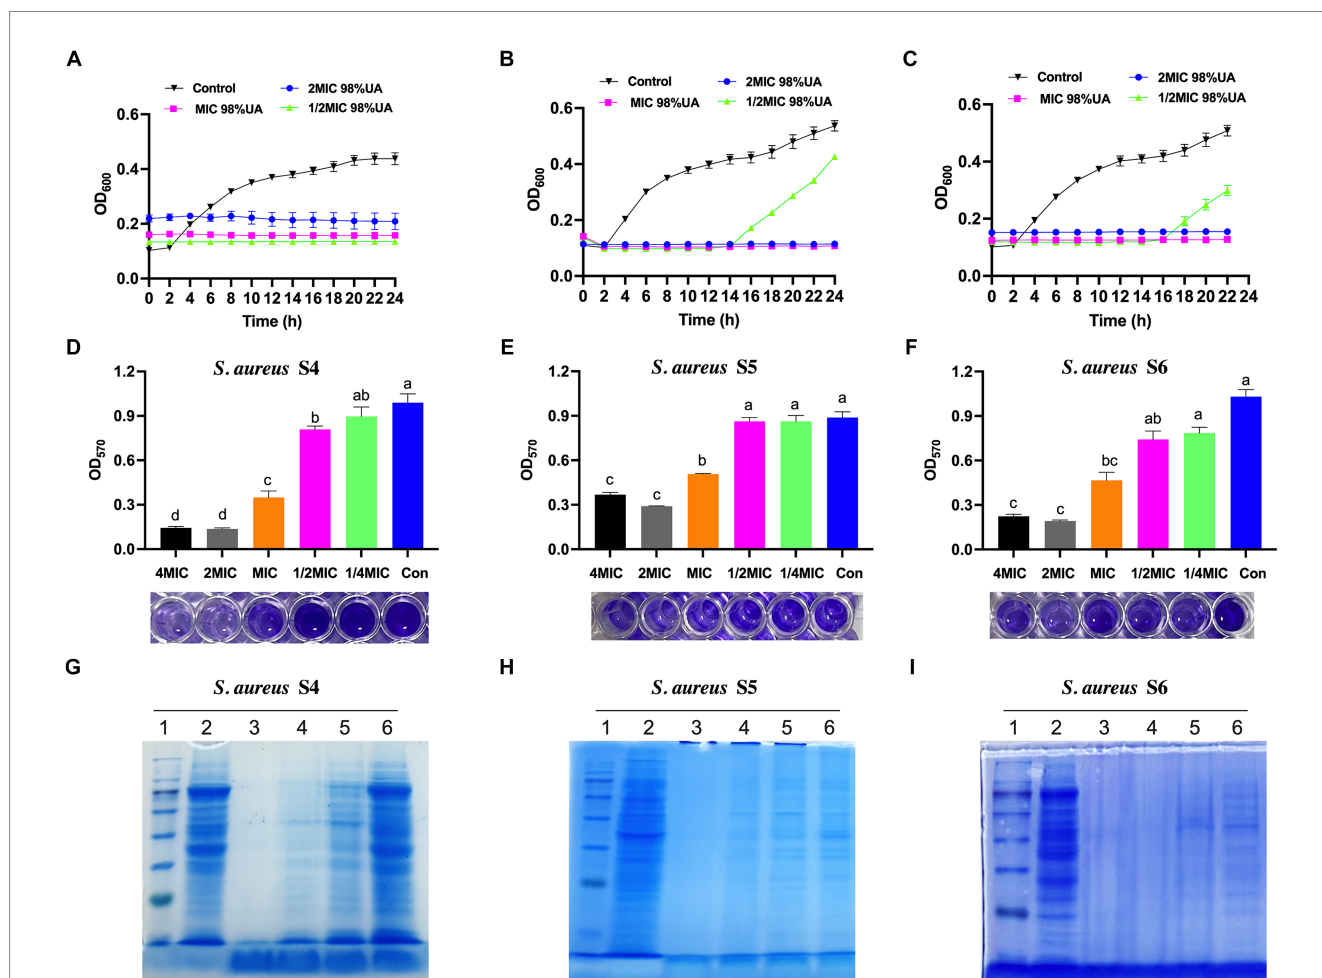 A
B
C
Control
2MIC 98%UA
MIC 98%UA
1/2MIC 98%UA
Control
2MIC 98%UA
MIC 98%UA
1/2MIC 98%UA
Control
2MIC 98%UA
MIC 98%UA
1/2MIC 98%UA
OD600
0.6
0.4
0.2
0.0
0 2 4 6 8 10 12 14 16 18 20 22 24
Time (h)
OD600
0.6
0.4
0.2
0.0
0 2 4 6 8 10 12 14 16 18 20 22 24
Time (h)
OD600
0.6
0.4
0.2
0.0
0 2 4 6 8 10 12 14 16 18 20 22 24
Time (h)
D
S. aureus S4
OD570
1.2
0.9
0.6
0.3
0.0
d d c b ab a
4MIC 2MIC MIC 1/2MIC 1/4MIC Con
E
S. aureus S5
OD570
1.2
0.9
0.6
0.3
0.0
c c b a a a
4MIC 2MIC MIC 1/2MIC 1/4MIC Con
F
S. aureus S6
OD570
1.2
0.9
0.6
0.3
0.0
c c bc ab a a
4MIC 2MIC MIC 1/2MIC 1/4MIC Con
G
S. aureus S4
1 2 3 4 5 6
H
S. aureus S5
1 2 3 4 5 6
I
S. aureus S6
1 2 3 4 5 6